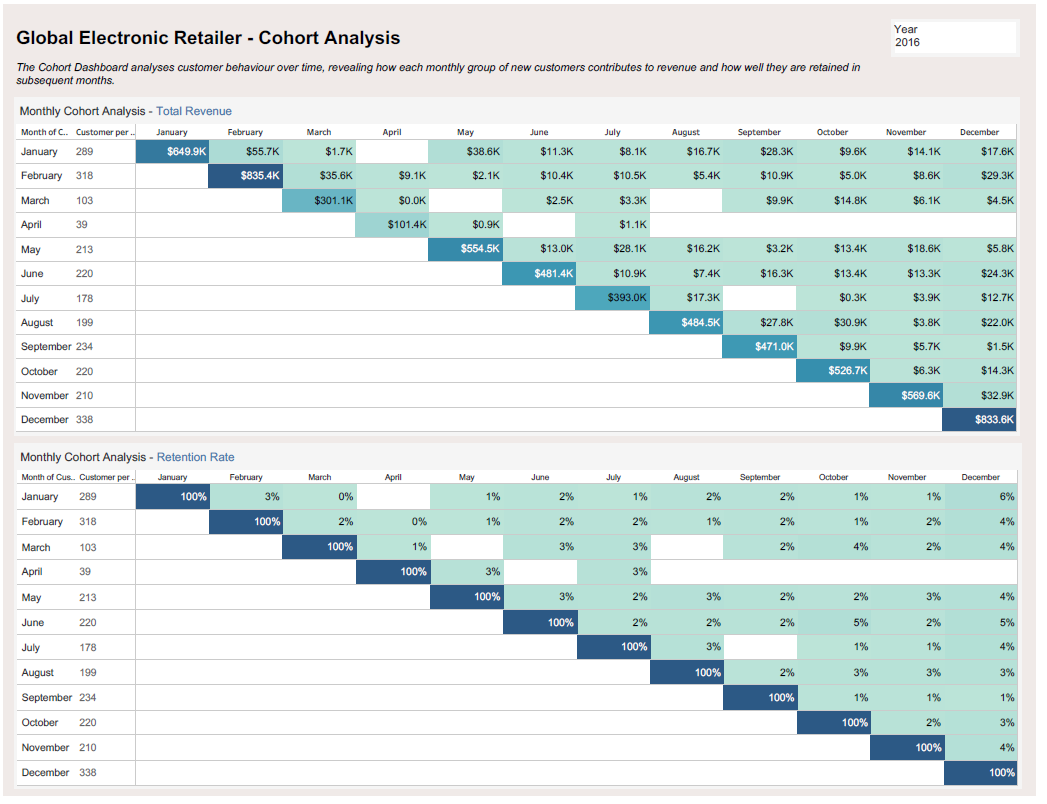 Global Electronic Retailer - Cohort Analysis
Year
2016
The Cohort Dashboard analyses customer behaviour over time, revealing how each monthly group of new customers contributes to revenue and how well they are retained in
subsequent months.
Monthly Cohort Analysis - Total Revenue
Month of C.. Customer per .. January February March April May June July August September October November December
January 289 $649.9K $55.7K $1.7K $38.6K $11.3K $8.1K $16.7K $28.3K $9.6K $14.1K $17.6K
February 318 $835.4K $35.6K $9.1K $2.1K $10.4K $10.5K $5.4K $10.9K $5.0K $8.6K $29.3K
March 103 $301.1K $0.0K $2.5K $3.3K $9.9K $14.8K $6.1K $4.5K
April 39 $101.4K $0.9K $1.1K
May 213 $554.5K $13.0K $28.1K $16.2K $3.2K $13.4K $18.6K $5.8K
June 220 $481.4K $10.9K $7.4K $16.3K $13.4K $13.3K $24.3K
July 178 $393.0K $17.3K $0.3K $3.9K $12.7K
August 199 $484.5K $27.8K $30.9K $3.8K $22.0K
September 234 $471.0K $9.9K $5.7K $1.5K
October 220 $526.7K $6.3K $14.3K
November 210 $569.6K $32.9K
December 338 $833.6K
Monthly Cohort Analysis - Retention Rate
Month of Cus.. Customer per .. January February March April May June July August September October November December
January 289 100% 3% 0% 1% 2% 1% 2% 2% 1% 1% 6%
February 318 100% 2% 0% 1% 2% 2% 1% 2% 1% 2% 4%
March 103 100% 1% 3% 3% 2% 4% 2% 4%
April 39 100% 3% 3%
May 213 100% 3% 2% 3% 2% 2% 3% 4%
June 220 100% 2% 2% 2% 5% 2% 5%
July 178 100% 3% 1% 1% 4%
August 199 100% 2% 3% 3% 3%
September 234 100% 1% 1% 1%
October 220 100% 2% 3%
November 210 100% 4%
December 338 100%